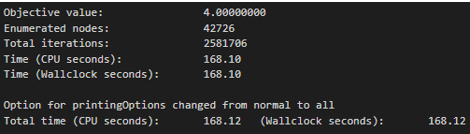 Objective value: 4.00000000
Enumerated nodes: 42726
Total iterations: 2581706
Time (CPU seconds): 168.10
Time (Wallclock seconds): 168.10
Option for printingOptions changed from normal to all
Total time (CPU seconds): 168.12 (Wallclock seconds): 168.12